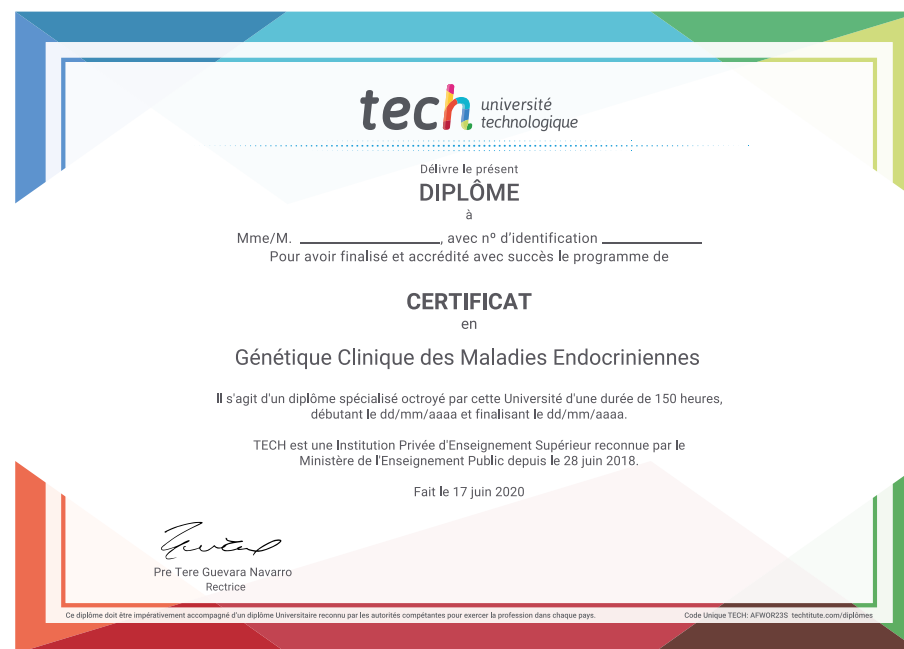 tech université
technologique
Délivre le présent
DIPLÔME
à
Mme/M. ____________________, avec nº d'identification ______________
Pour avoir finalisé et accrédité avec succès le programme de
CERTIFICAT
en
Génétique Clinique des Maladies Endocriniennes
Il s'agit d'un diplôme spécialisé octroyé par cette Université d'une durée de 150 heures,
débutant le dd/mm/aaaa et finalisant le dd/mm/aaaa.
TECH est une Institution Privée d'Enseignement Supérieur reconnue par le
Ministère de l'Enseignement Public depuis le 28 juin 2018.
Fait le 17 juin 2020
Pre Tere Guevara Navarro
Rectrice
Ce diplôme doit être impérativement accompagné d'un diplôme Universitaire reconnu par les autorités compétentes pour exercer la profession dans chaque pays.
Code Unique TECH: AFWOR23S techtitute.com/diplômes